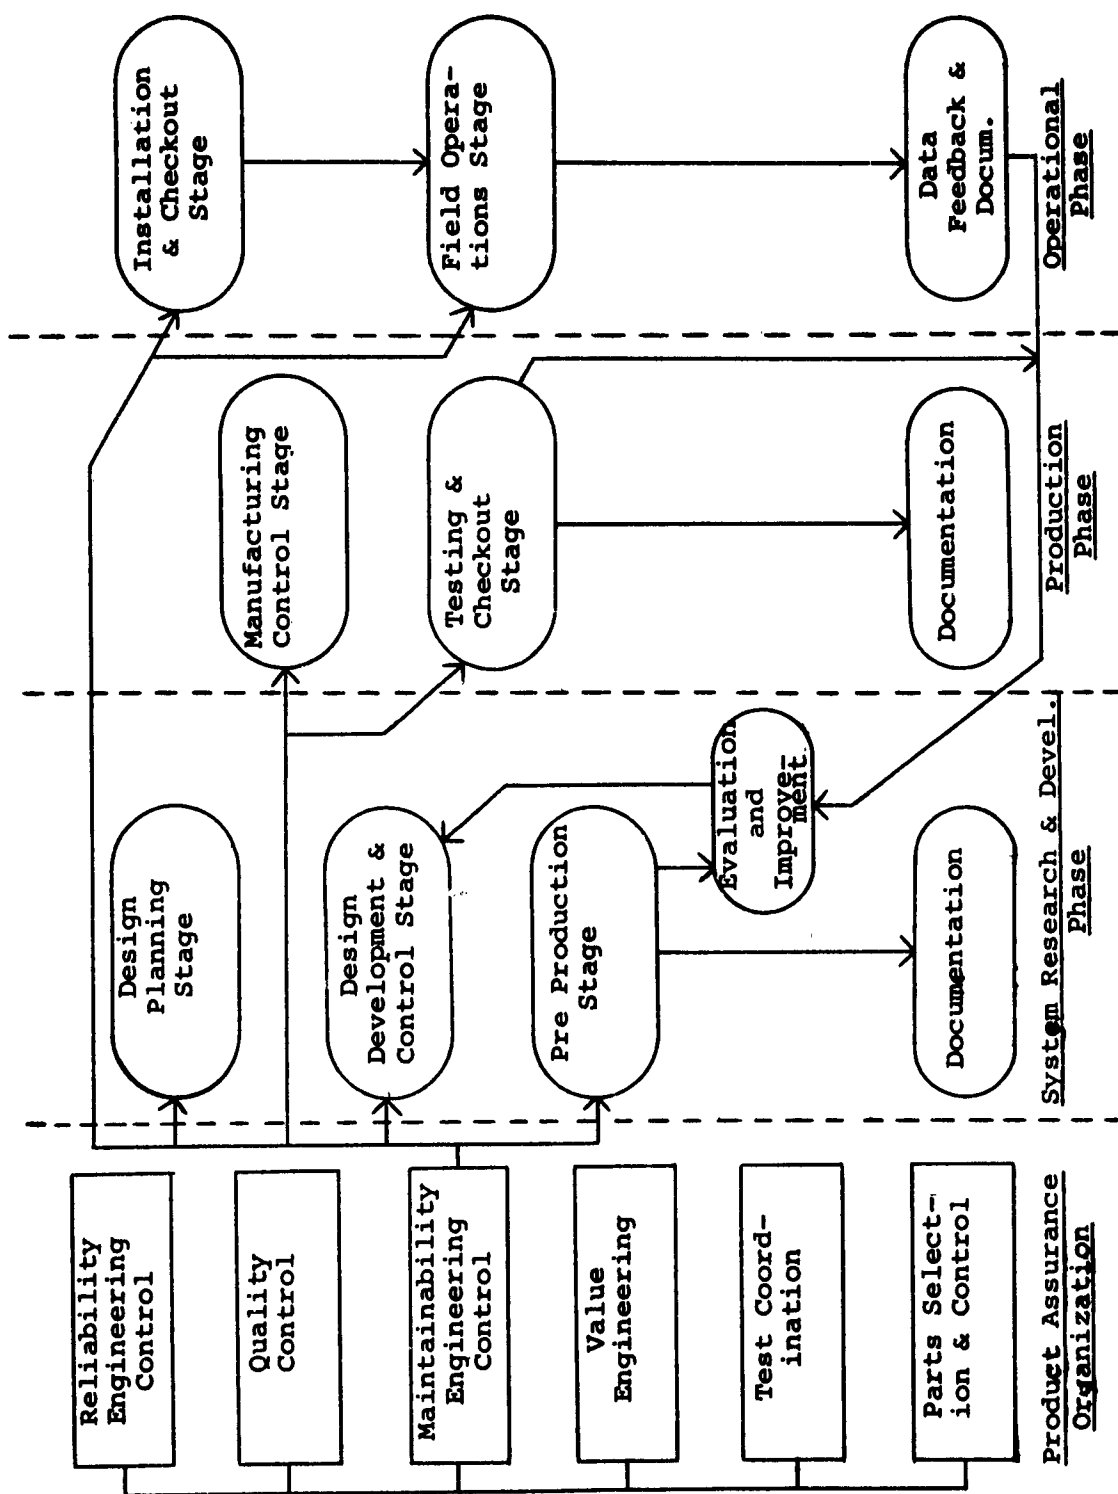 Reliability
Engineering
Control
Quality
Control
Maintainability
Engineering
Control
Value
Engineering
Test Coord-
ination
Parts Select-
ion & Control
Product Assurance
Organization
Design
Planning
Stage
Design
Development &
Control Stage
Pre Production
Stage
Evaluation
and
Improve-
ment
Documentation
System Research & Devel.
Phase
Manufacturing
Control Stage
Testing &
Checkout
Stage
Documentation
Production
Phase
Installation
& Checkout
Stage
Field Opera-
tions Stage
Data
Feedback &
Docum.
Operational
Phase